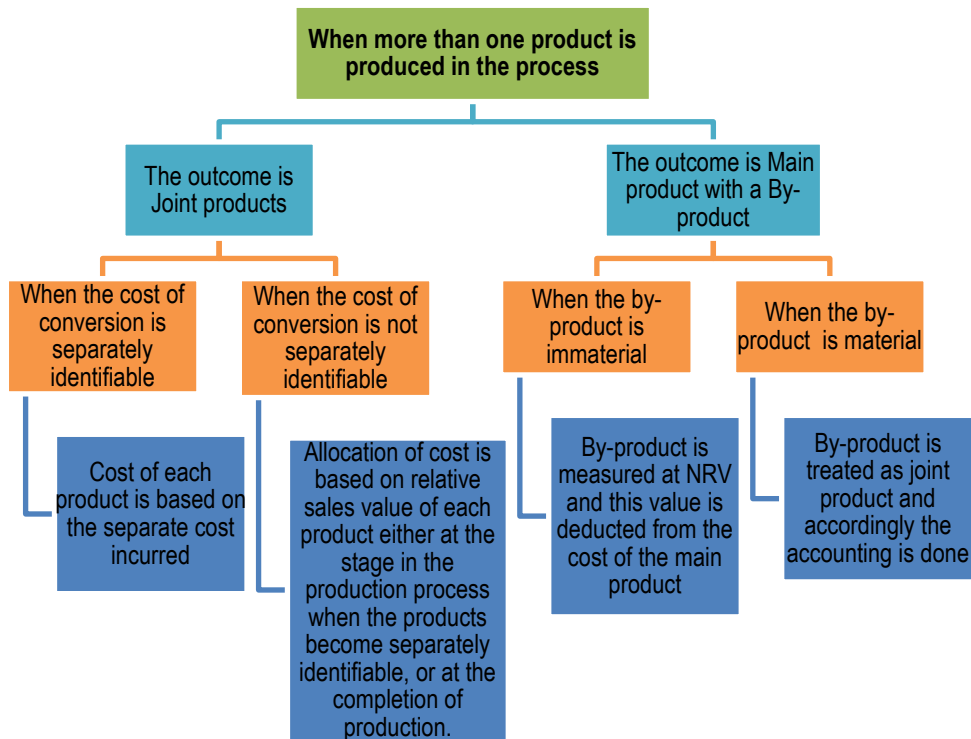 When more than one product is
produced in the process
The outcome is
Joint products
The outcome is Main
product with a By-
product
When the cost of
conversion is
separately
identifiable
When the cost of
conversion is not
separately
identifiable
When the by-
product is
immaterial
When the by-
product is material
Cost of each
product is based on
the separate cost
incurred
Allocation of cost is
based on relative
sales value of each
product either at the
stage in the
production process
when the products
become separately
identifiable, or at the
completion of
production.
By-product is
measured at NRV
and this value is
deducted from the
cost of the main
product
By-product is
treated as joint
product and
accordingly the
accounting is done